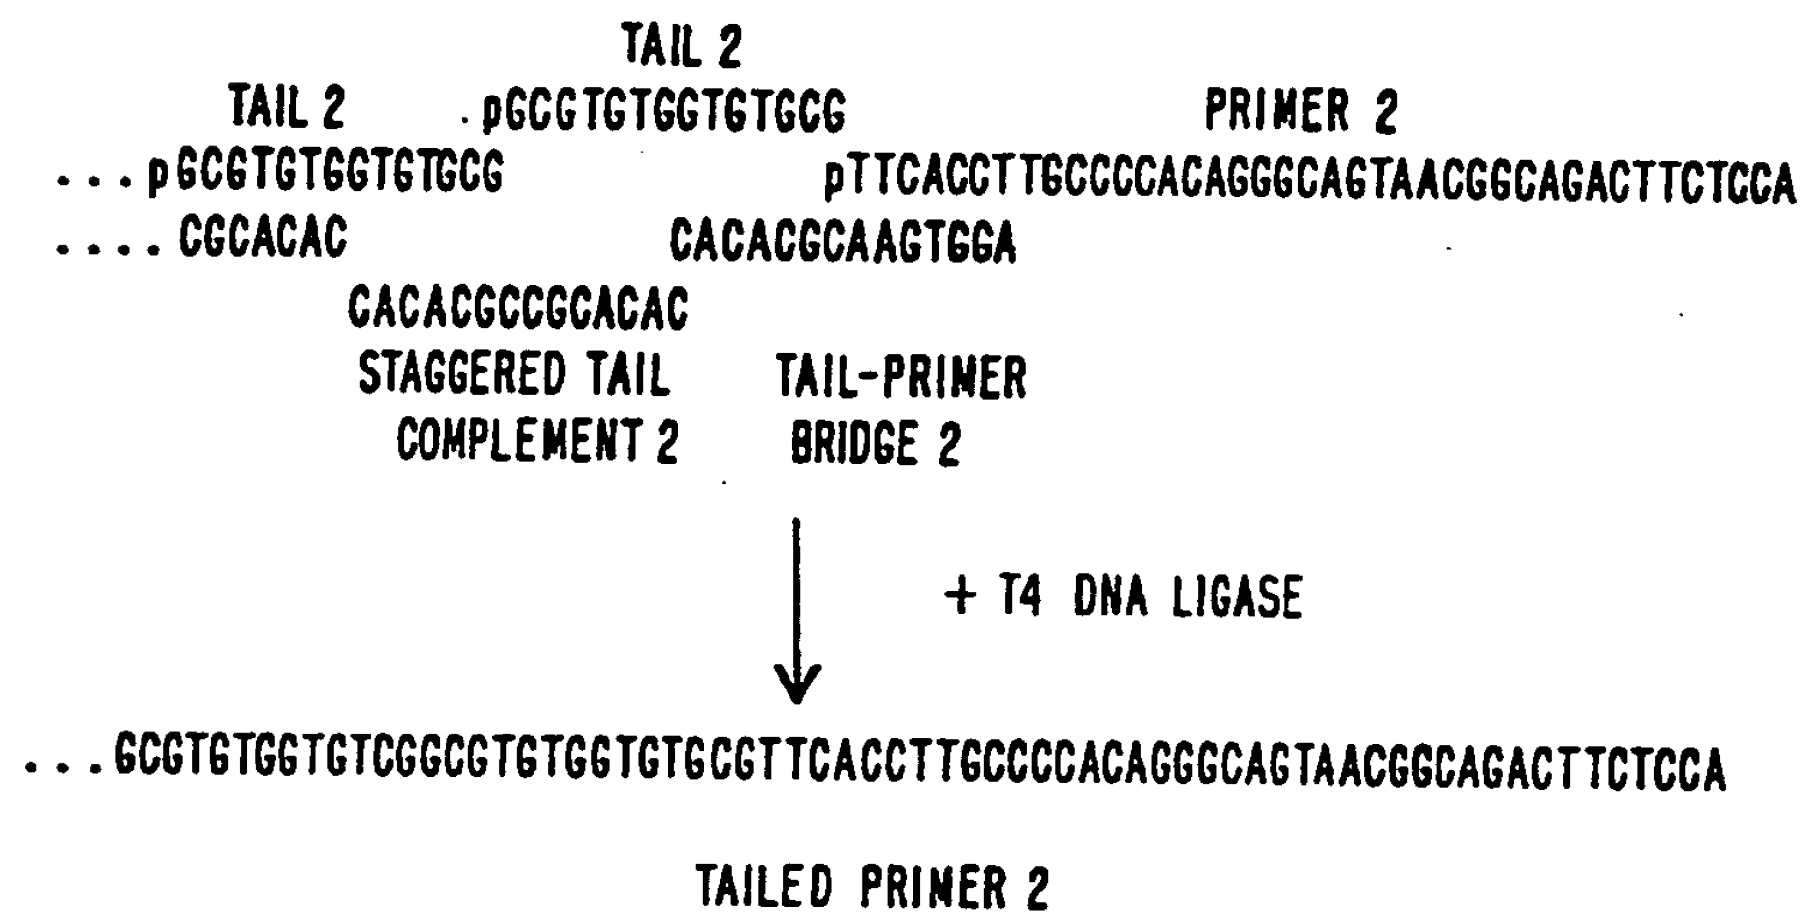 TAIL 2
TAIL 2 pGCGTGTGGTGTGCG PRIMER 2
...pGCGTGTGGTGTGCG pTTCACCTTGCCCCACAGGGCAGTAACGGCAGACTTCTCCA
....CGCACAC CACACGCAAGTGGA
CACACGCCGCACAC
STAGGERED TAIL TAIL-PRIMER
COMPLEMENT 2 BRIDGE 2
+ T4 DNA LIGASE
...GCGTGTGGTGTCGGCGTGTGGTGTGCGTTCACCTTGCCCCACAGGGCAGTAACGGCAGACTTCTCCA
TAILED PRIMER 2